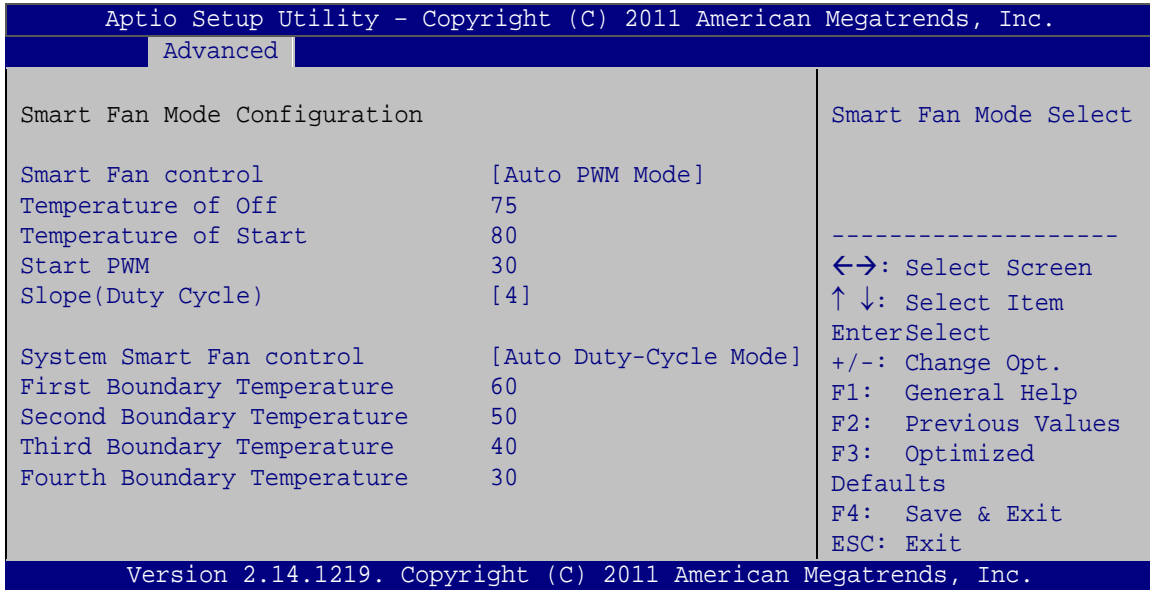 Aptio Setup Utility – Copyright (C) 2011 American Megatrends, Inc.
Advanced
Smart Fan Mode Configuration
Smart Fan control [Auto PWM Mode]
Temperature of Off 75
Temperature of Start 80
Start PWM 30
Slope(Duty Cycle) [4]
System Smart Fan control [Auto Duty-Cycle Mode]
First Boundary Temperature 60
Second Boundary Temperature 50
Third Boundary Temperature 40
Fourth Boundary Temperature 30
Smart Fan Mode Select
--------------------
←→: Select Screen
↑ ↓: Select Item
EnterSelect
+/-: Change Opt.
F1: General Help
F2: Previous Values
F3: Optimized
Defaults
F4: Save & Exit
ESC: Exit
Version 2.14.1219. Copyright (C) 2011 American Megatrends, Inc.